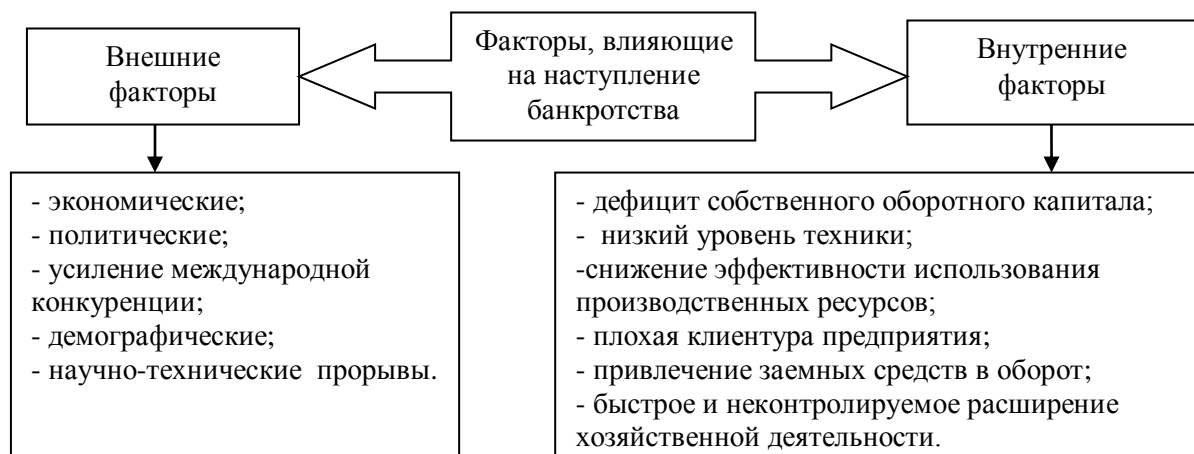 Внешние
факторы
Факторы, влияющие
на наступление
банкротства
Внутренние
факторы
- экономические;
- политические;
- усиление международной
конкуренции;
- демографические;
- научно-технические прорывы.
- дефицит собственного оборотного капитала;
- низкий уровень техники;
-снижение эффективности использования
производственных ресурсов;
- плохая клиентура предприятия;
- привлечение заемных средств в оборот;
- быстрое и неконтролируемое расширение
хозяйственной деятельности.